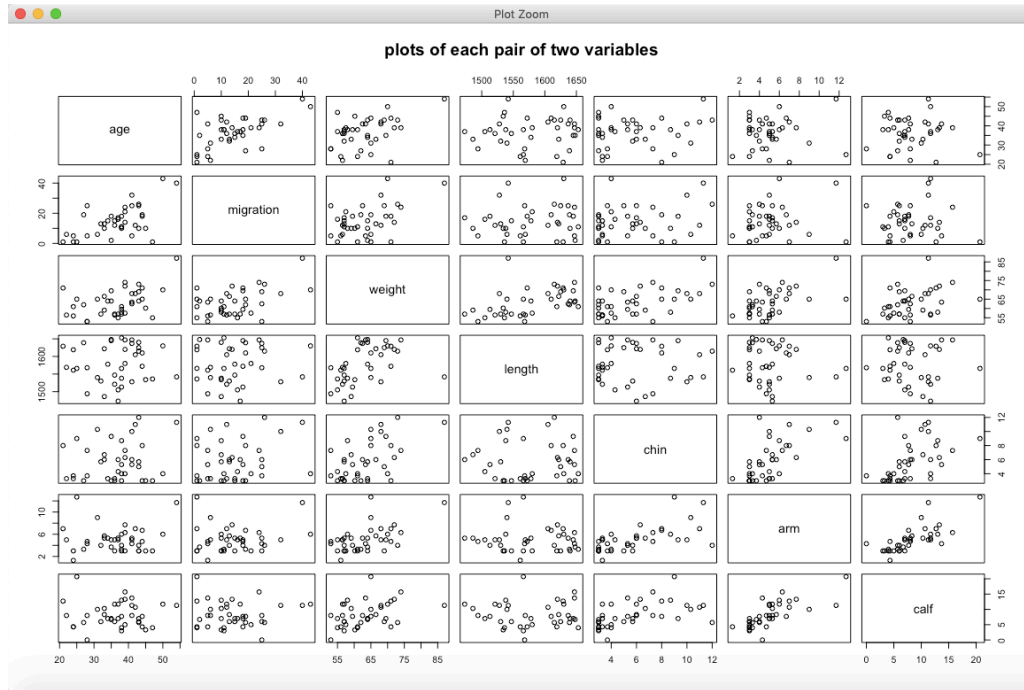 Plot Zoom
plots of each pair of two variables
0 10 20 30 40 1500 1550 1600 1650 2 4 6 8 10 12
age
20 30 40 50
0 20 40
migration
weight
55 65 75 85
1500 1600
length
chin
4 8 12
2 6 10
arm
calf
0 5 15
20 30 40 50 55 65 75 85 4 6 8 10 12 0 5 10 15 20